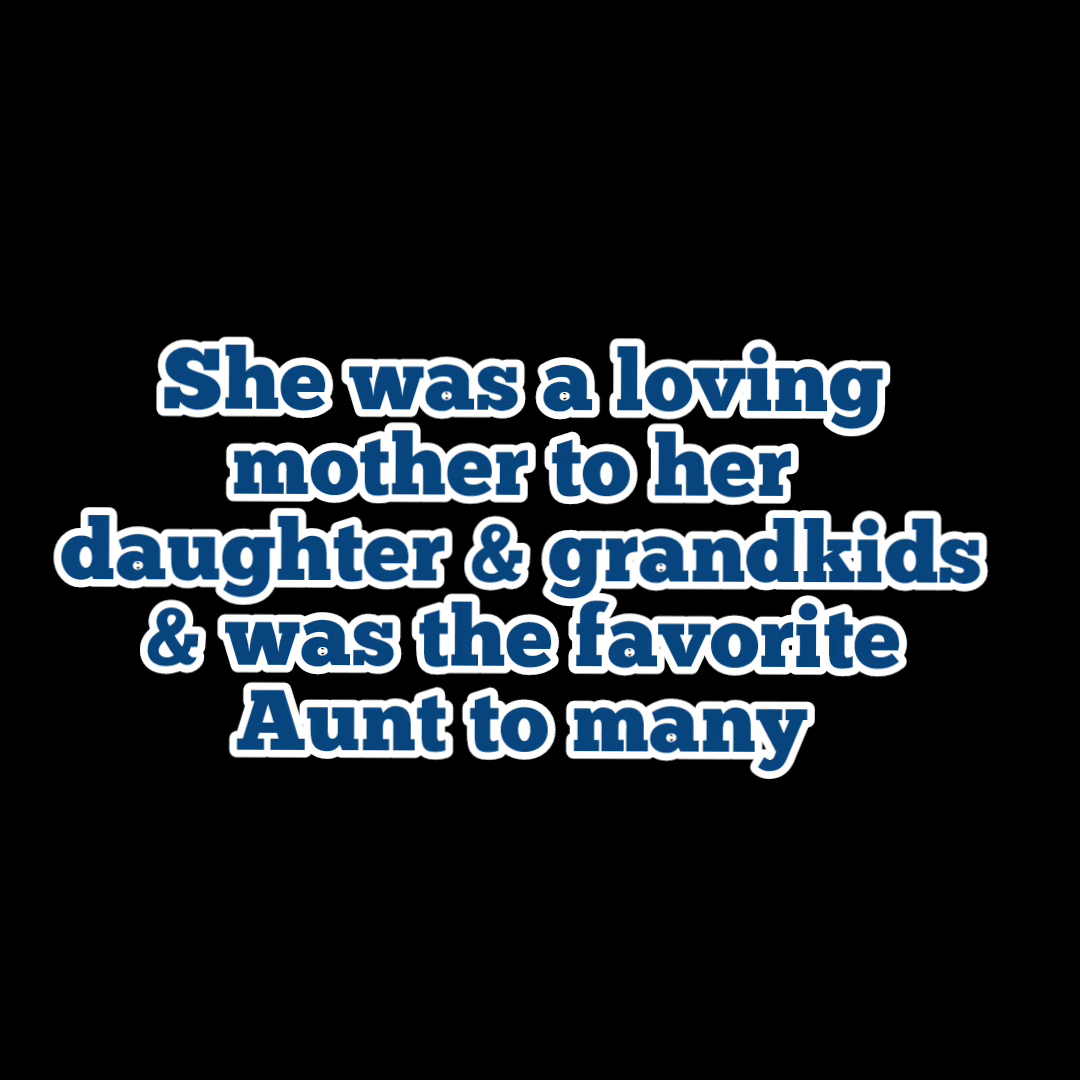 She was a loving
mother to her
daughter & grandkids
& was the favorite
Aunt to many